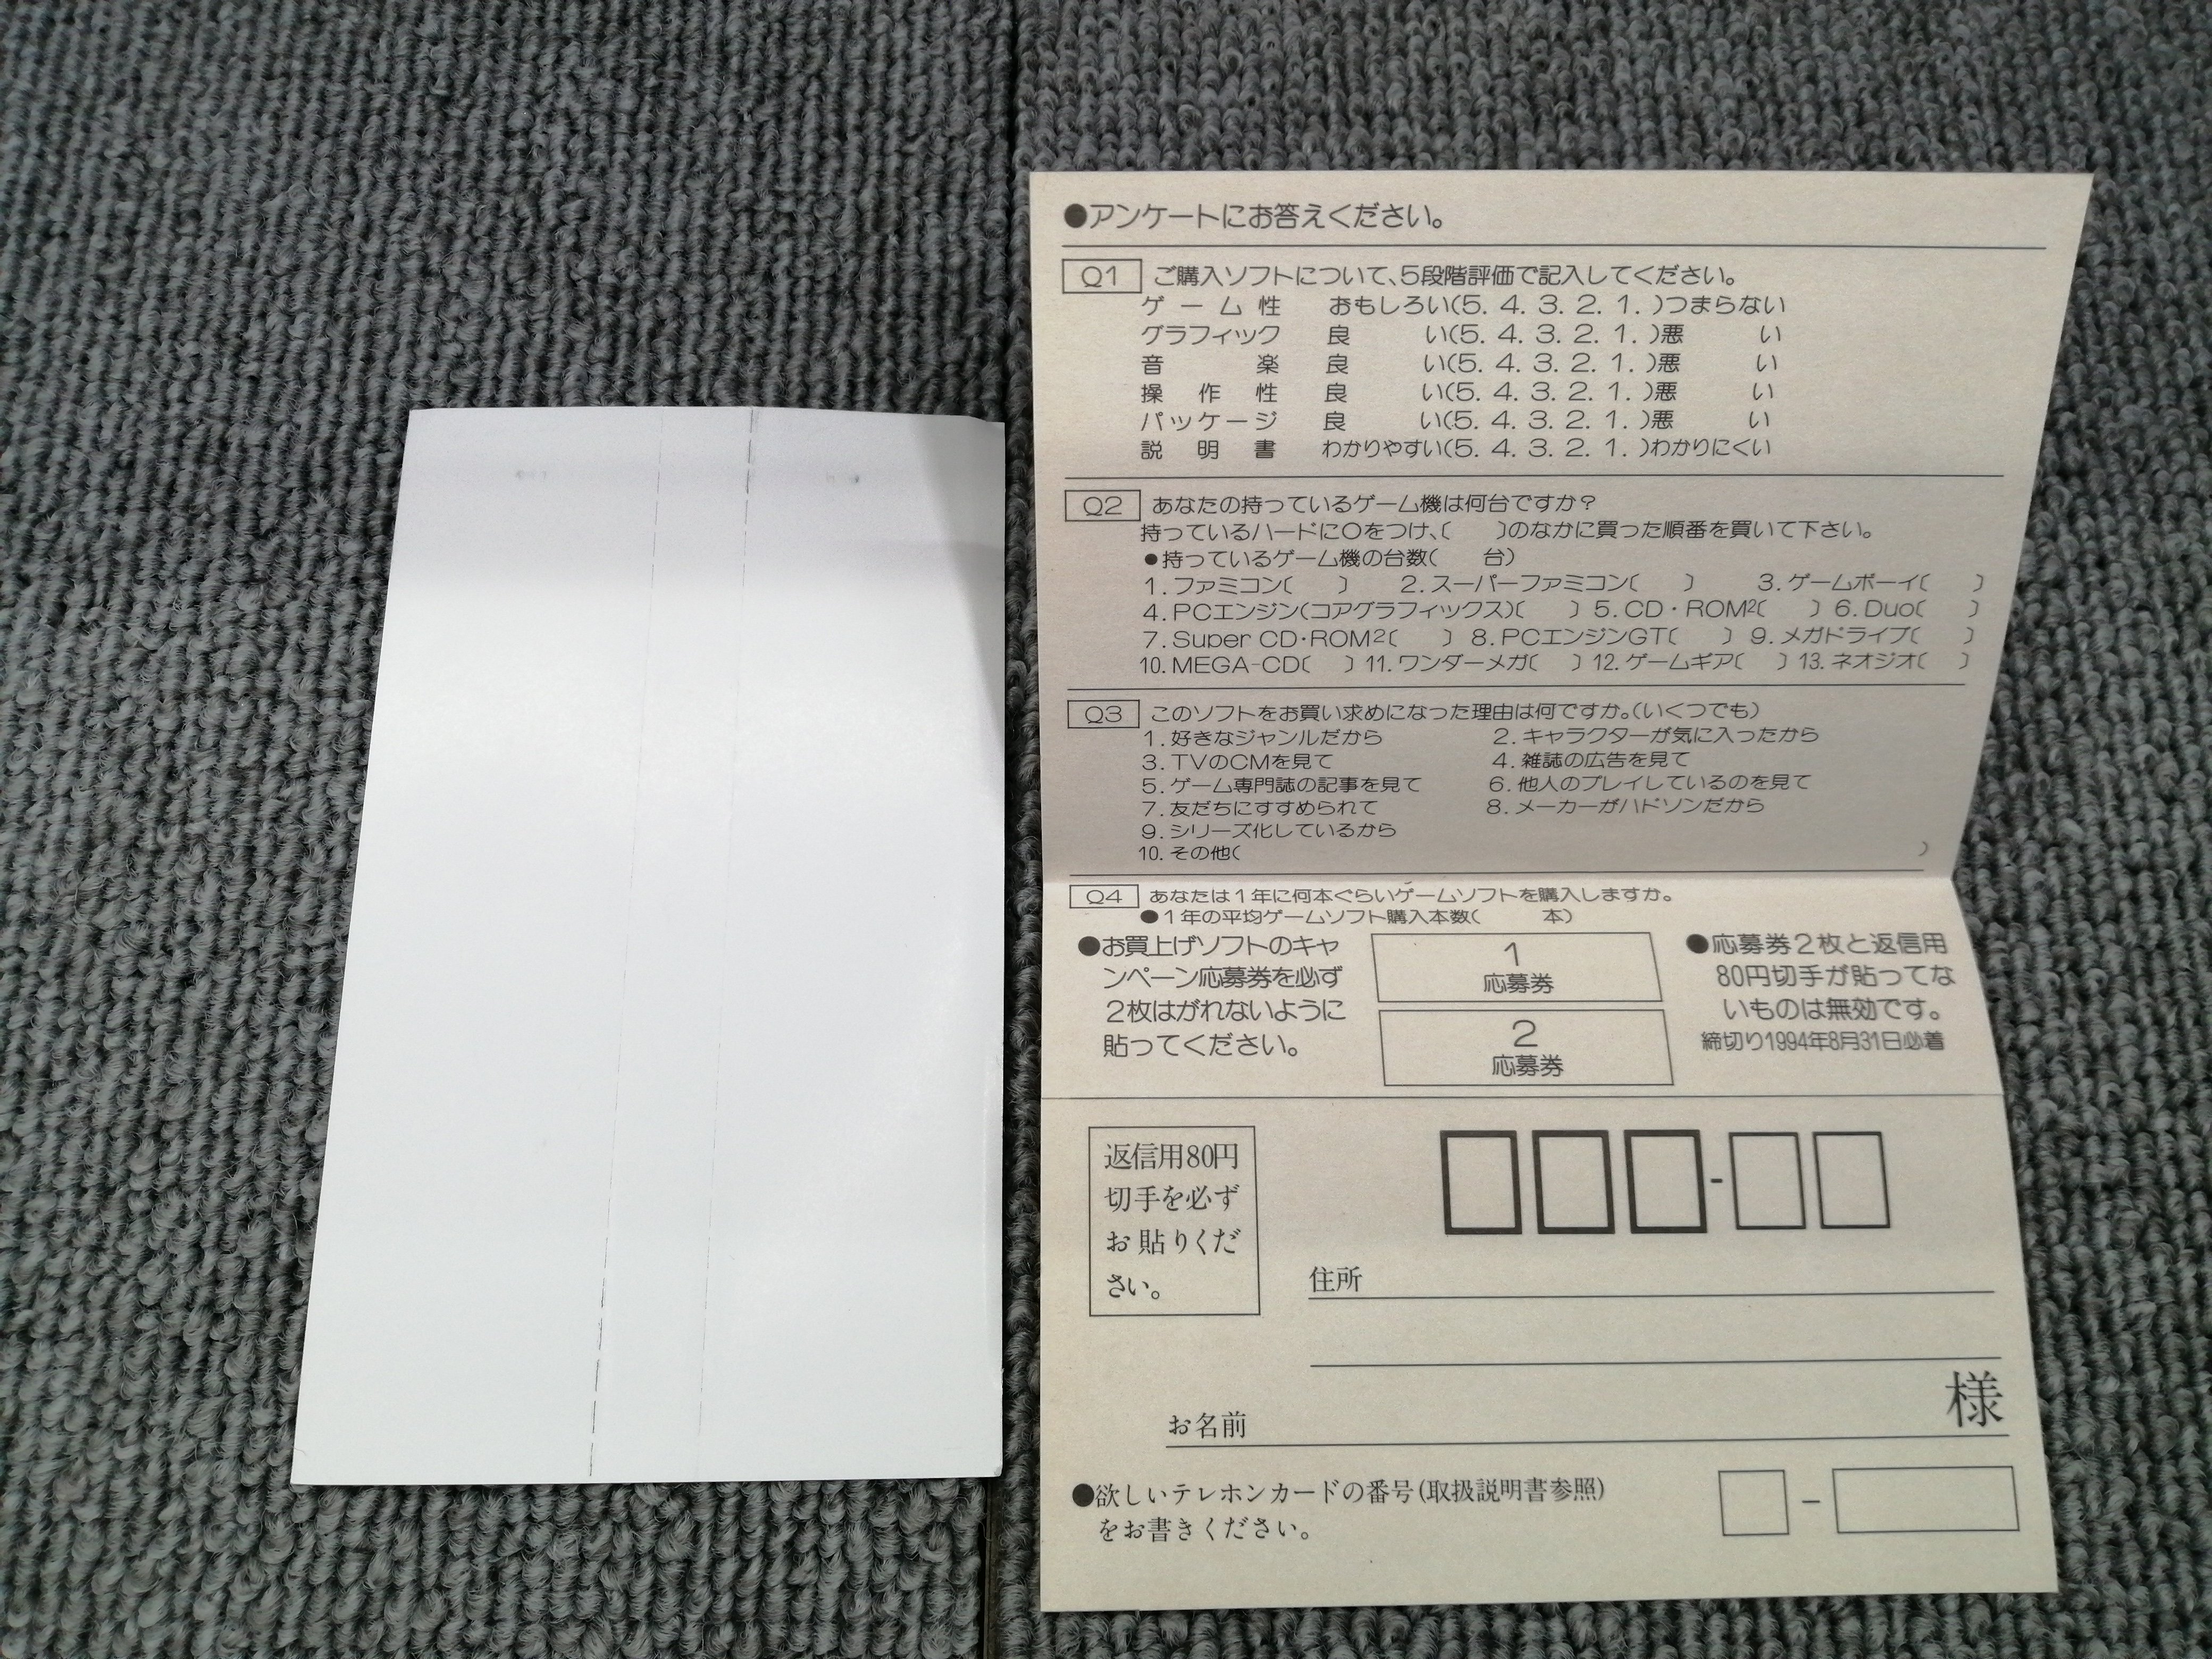 ●アンケートにお答えください。
Q1 ご購入ソフトについて、5段階評価で記入してください。
ゲーム性 おもしろい(5. 4. 3. 2. 1. )つまらない
グラフィック 良い(5. 4. 3. 2. 1. )悪い
音楽 良い(5. 4. 3. 2. 1. )悪い
操作性 良い(5. 4. 3. 2. 1. )悪い
パッケージ 良い(5. 4. 3. 2. 1. )悪い
説明書 わかりやすい(5. 4. 3. 2. 1. )わかりにくい
Q2 あなたの持っているゲーム機は何台ですか?
持っているハードに○をつけ、( )のなかに買った順番を買いて下さい。
●持っているゲーム機の台数( 台)
1. ファミコン( ) 2. スーパーファミコン( ) 3. ゲームボーイ( )
4. PCエンジン(コアグラフィックス)( ) 5. CD・ROM²( ) 6. Duo( )
7. Super CD・ROM²( ) 8. PCエンジンGT( ) 9. メガドライブ( )
10. MEGA-CD( ) 11. ワンダーメガ( ) 12. ゲームギア( ) 13. ネオジオ( )
Q3 このソフトをお買い求めになった理由は何ですか。(いくつでも)
1. 好きなジャンルだから 2. キャラクターが気に入ったから
3. TVのCMを見て 4. 雑誌の広告を見て
5. ゲーム専門誌の記事を見て 6. 他人のプレイしているのを見て
7. 友だちにすすめられて 8. メーカーがハドソンだから
9. シリーズ化しているから
10. その他( )
Q4 あなたは1年に何本ぐらいゲームソフトを購入しますか。
●1年の平均ゲームソフト購入本数( 本)
●お買上げソフトのキャ
ンペーン応募券を必ず
2枚はがれないように
貼ってください。
1
応募券
2
応募券
●応募券2枚と返信用
80円切手が貼ってな
いものは無効です。
締切り1994年8月31日必着
返信用80円
切手を必ず
お貼りくだ
さい。
住所
お名前 様
●欲しいテレホンカードの番号(取扱説明書参照)
をお書きください。